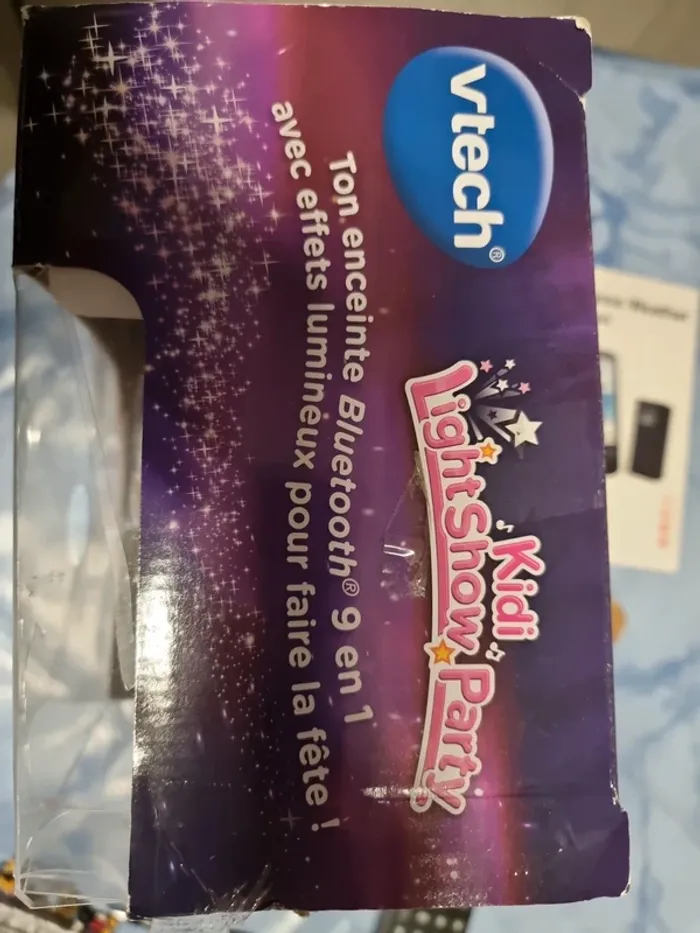 vtech®
Kidi
LightShow Party
Ton enceinte Bluetooth® 9 en 1
avec effets lumineux pour faire la fête !